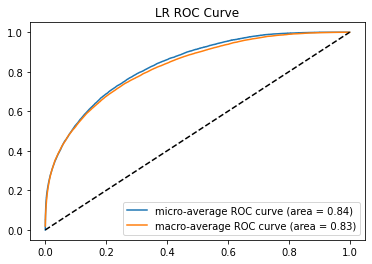 LR ROC Curve
1.0
0.8
0.6
0.4
0.2
0.0
micro-average ROC curve (area = 0.84)
macro-average ROC curve (area = 0.83)
0.0 0.2 0.4 0.6 0.8 1.0